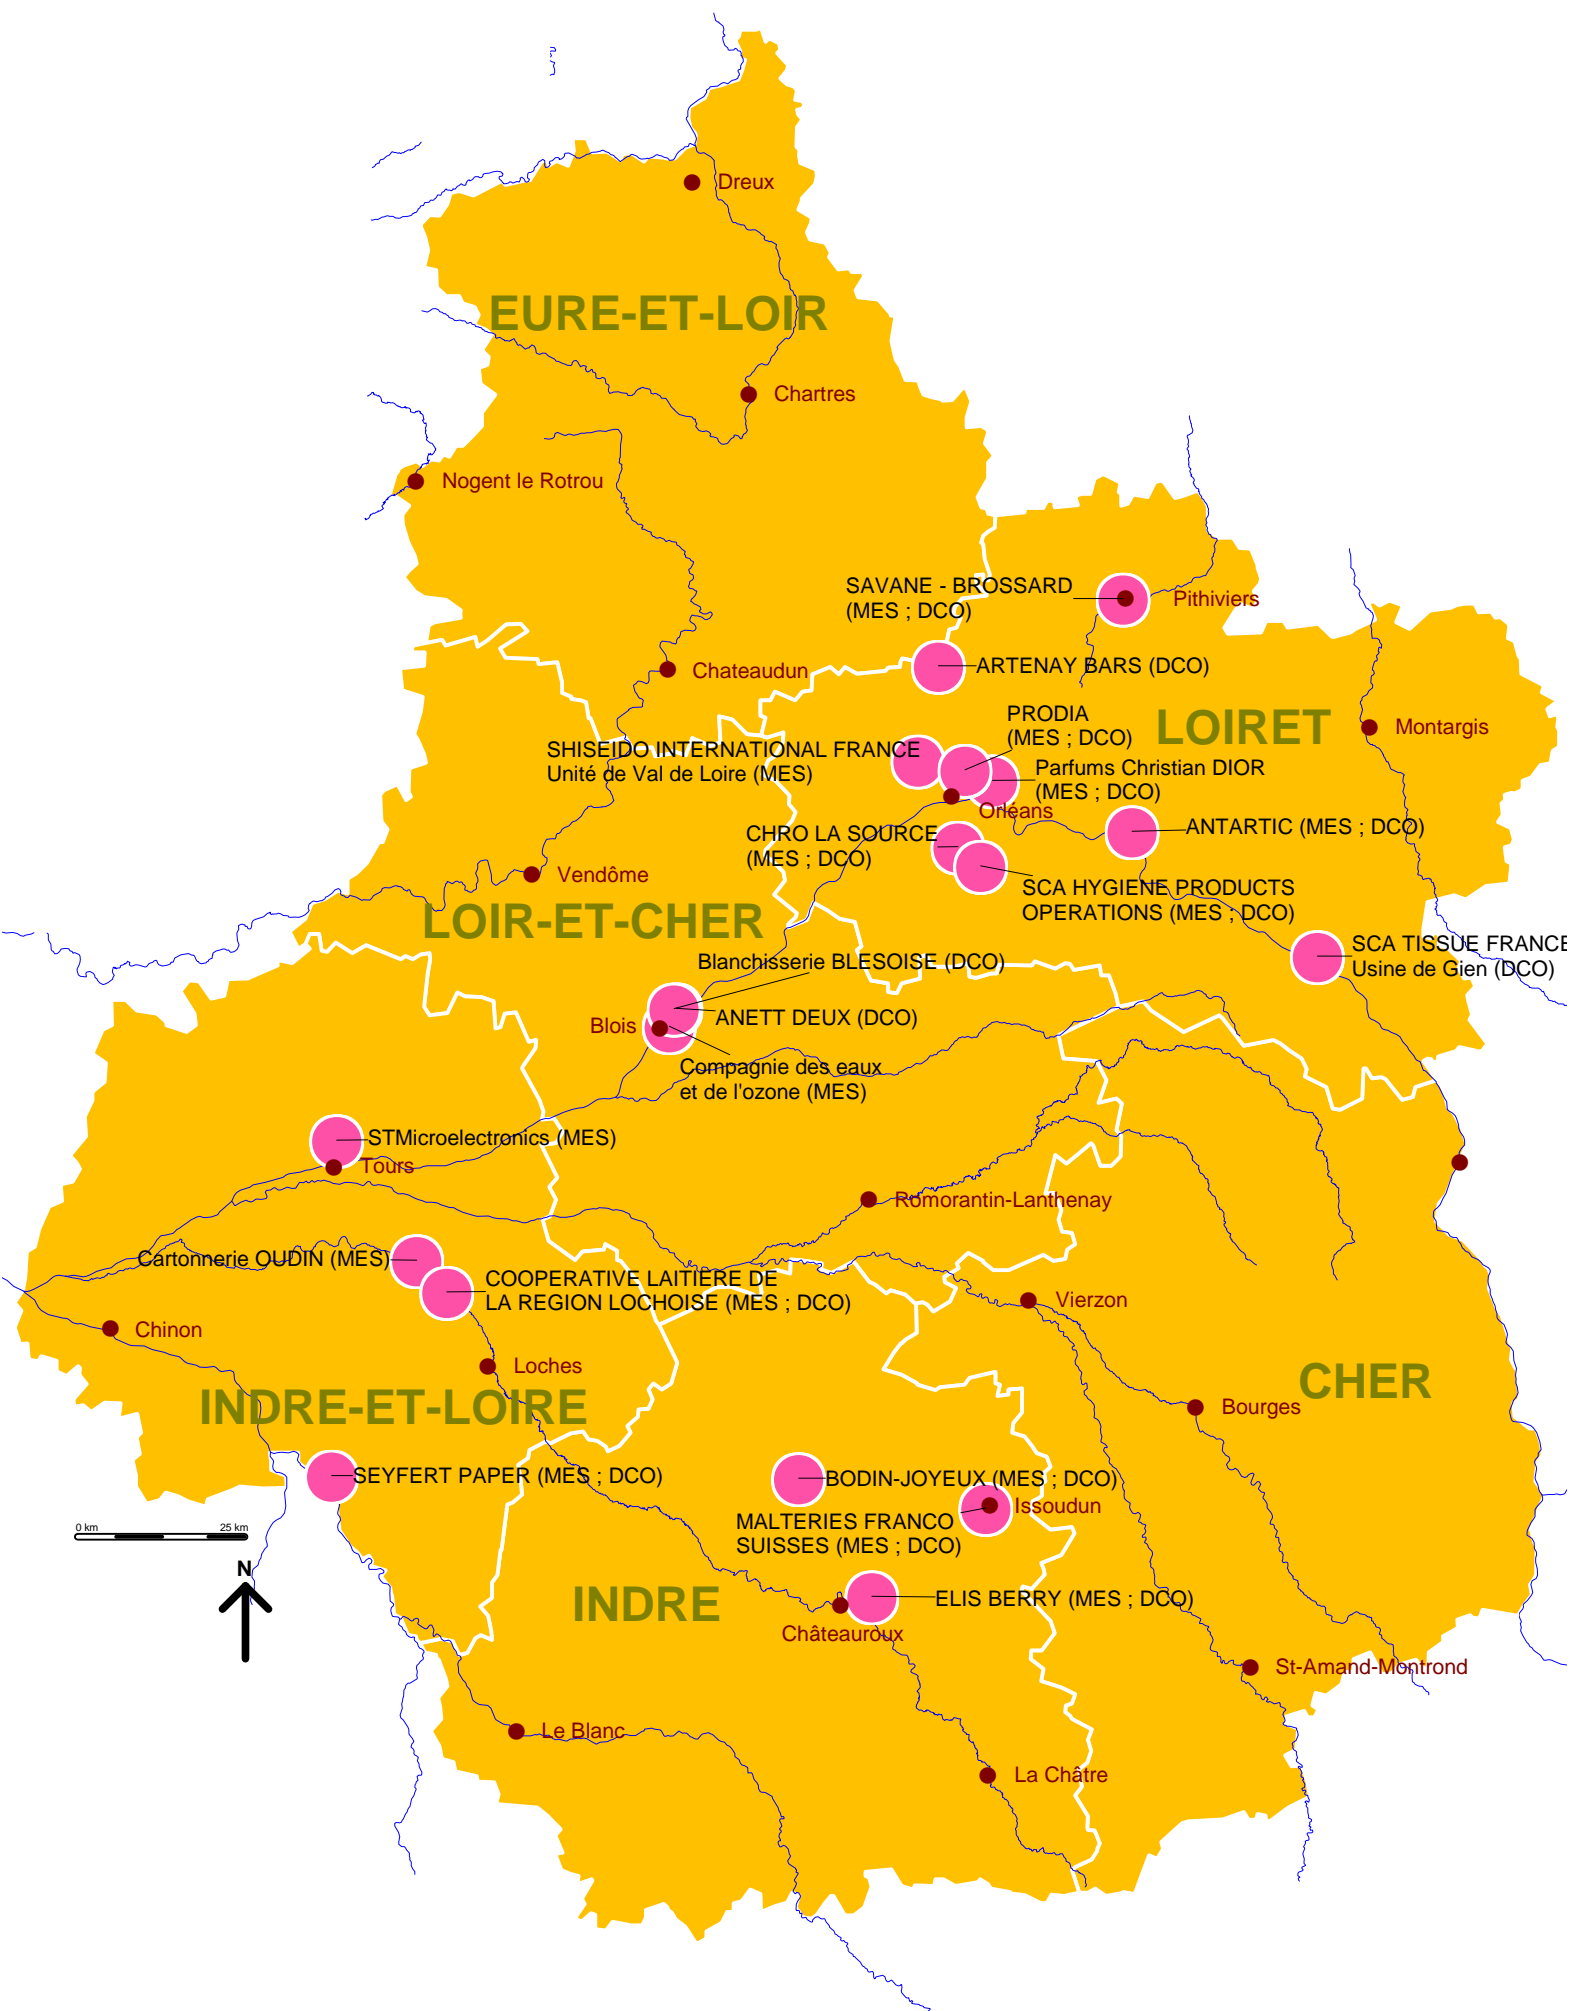 Dreux
EURE-ET-LOIR
Chartres
Nogent le Rotrou
SAVANE - BROSSARD
(MES ; DCO)
Pithiviers
Chateaudun
ARTENAY BARS (DCO)
PRODIA
(MES ; DCO)
LOIRET
Montargis
SHISEIDO INTERNATIONAL FRANCE
Unité de Val de Loire (MES)
Parfums Christian DIOR
(MES ; DCO)
Orléans
ANTARTIC (MES ; DCO)
CHRO LA SOURCE
(MES ; DCO)
Vendôme
SCA HYGIENE PRODUCTS
OPERATIONS (MES ; DCO)
LOIR-ET-CHER
SCA TISSUE FRANCE
Usine de Gien (DCO)
Blanchisserie BLESOISE (DCO)
Blois
ANETT DEUX (DCO)
Compagnie des eaux
et de l'ozone (MES)
STMicroelectronics (MES)
Tours
Romorantin-Lanthenay
Cartonnerie OUDIN (MES)
COOPERATIVE LAITIERE DE
LA REGION LOCHOISE (MES ; DCO)
Vierzon
Chinon
Loches
CHER
INDRE-ET-LOIRE
Bourges
SEYFERT PAPER (MES ; DCO)
BODIN-JOYEUX (MES ; DCO)
Issoudun
MALTERIES FRANCO
SUISSES (MES ; DCO)
0 km
25 km
N
INDRE
ELIS BERRY (MES ; DCO)
Châteauroux
St-Amand-Montrond
Le Blanc
La Châtre